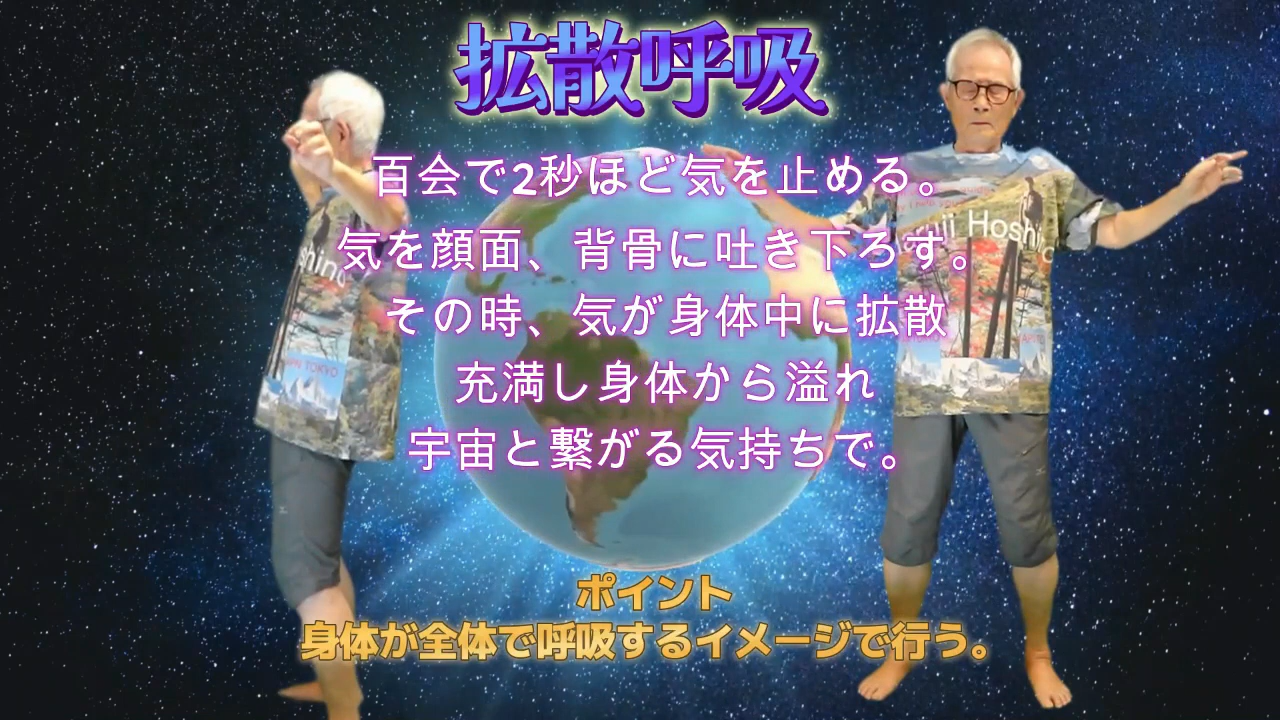 拡散呼吸
百会で2秒ほど気を止める。
気を顔面、背骨に吐き下ろす。
その時、気が身体中に拡散
充満し身体から溢れ
宇宙と繋がる気持ちで。
ポイント
身体が全体で呼吸するイメージで行う。